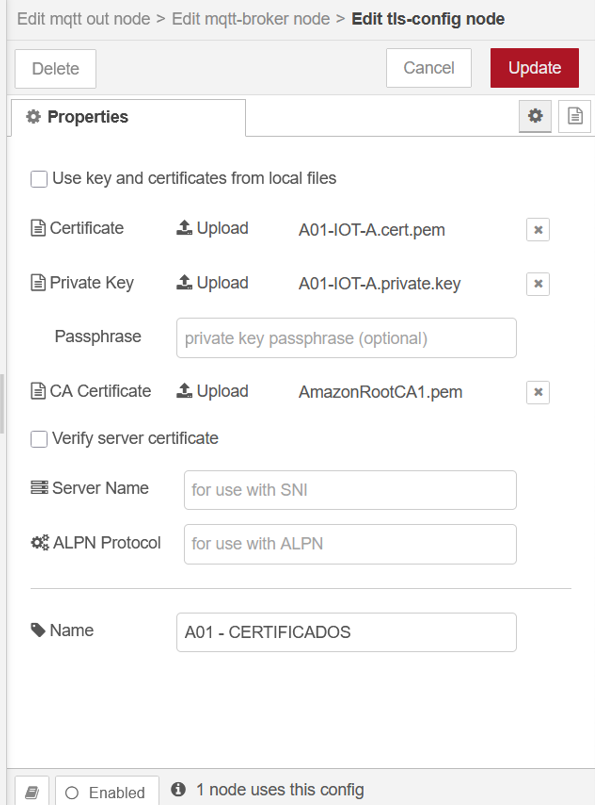 Edit mqtt out node > Edit mqtt-broker node > Edit tls-config node
Delete
Cancel
Update
Properties
Use key and certificates from local files
Certificate Upload A01-IOT-A.cert.pem
Private Key Upload A01-IOT-A.private.key
Passphrase private key passphrase (optional)
CA Certificate Upload AmazonRootCA1.pem
Verify server certificate
Server Name for use with SNI
ALPN Protocol for use with ALPN
Name A01 - CERTIFICADOS
Enabled 1 node uses this config